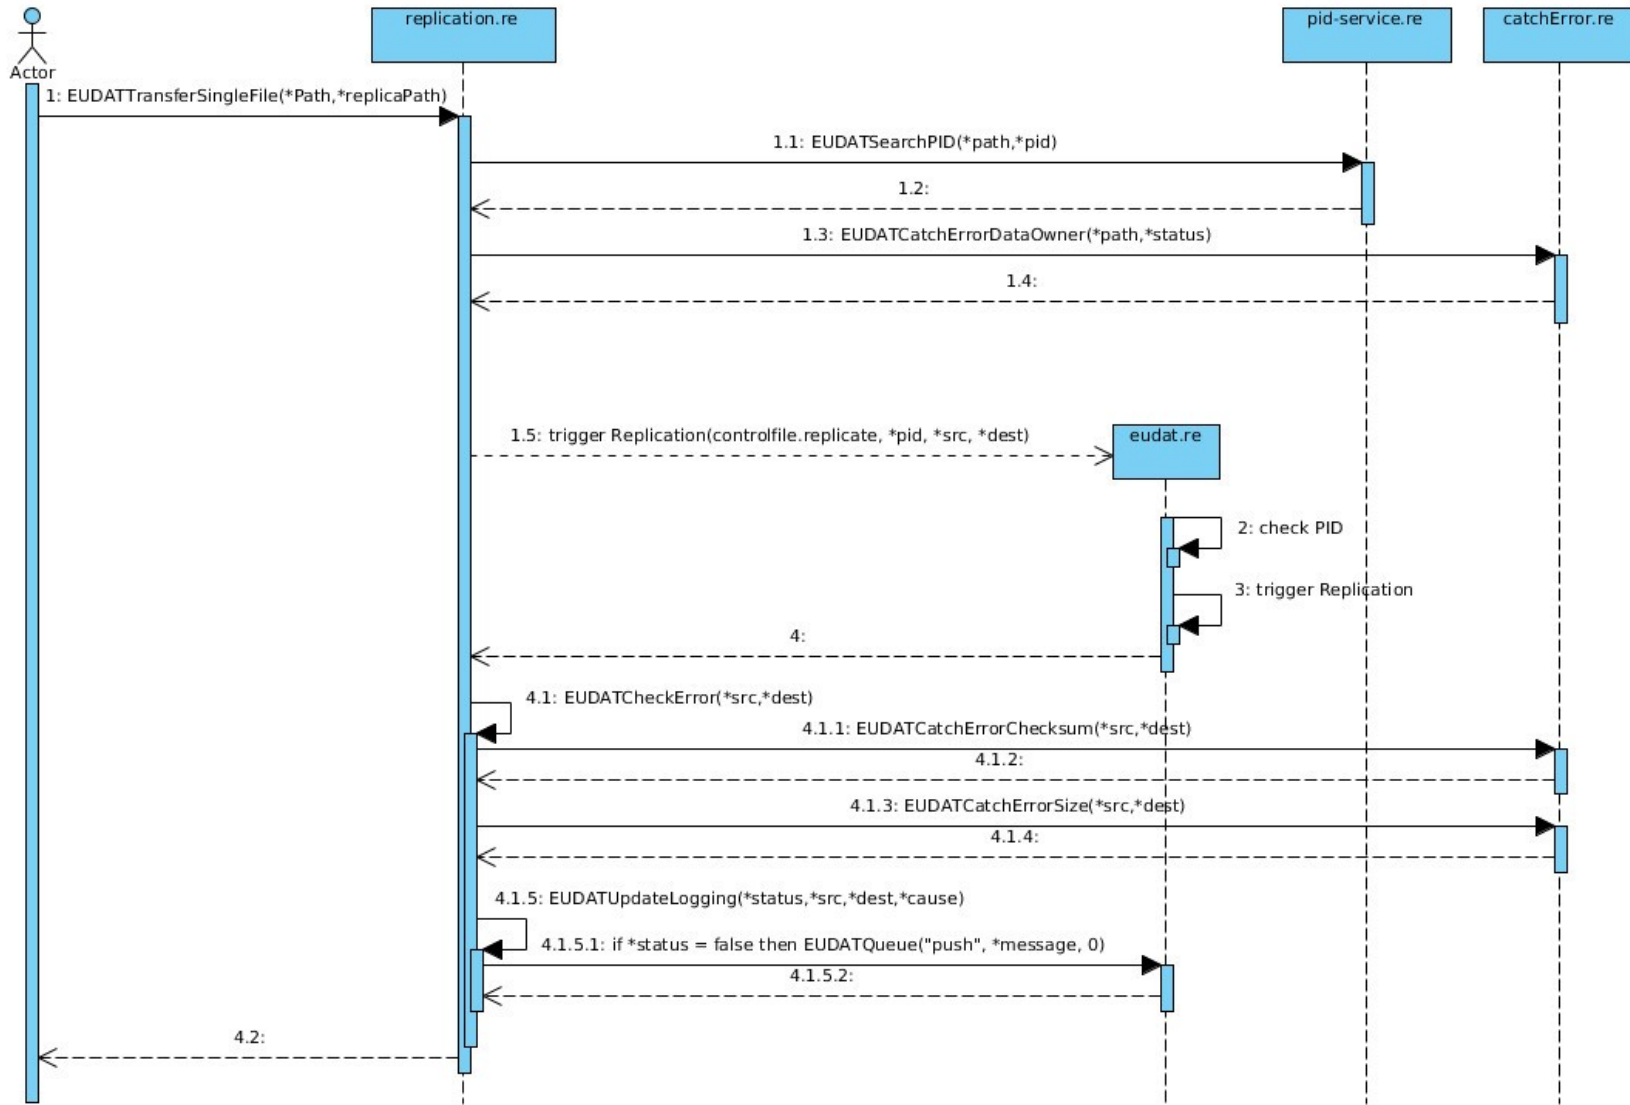 replication.re
pid-service.re
catchError.re
Actor
1: EUDATTransferSingleFile(*Path,*replicaPath)
1.1: EUDATSearchPID(*path,*pid)
1.2:
1.3: EUDATCatchErrorDataOwner(*path,*status)
1.4:
1.5: trigger Replication(controlfile.replicate, *pid, *src, *dest)
eudat.re
2: check PID
3: trigger Replication
4:
4.1: EUDATCheckError(*src,*dest)
4.1.1: EUDATCatchErrorChecksum(*src,*dest)
4.1.2:
4.1.3: EUDATCatchErrorSize(*src,*dest)
4.1.4:
4.1.5: EUDATUpdateLogging(*status,*src,*dest,*cause)
4.1.5.1: if *status = false then EUDATQueue("push", *message, 0)
4.1.5.2:
4.2: